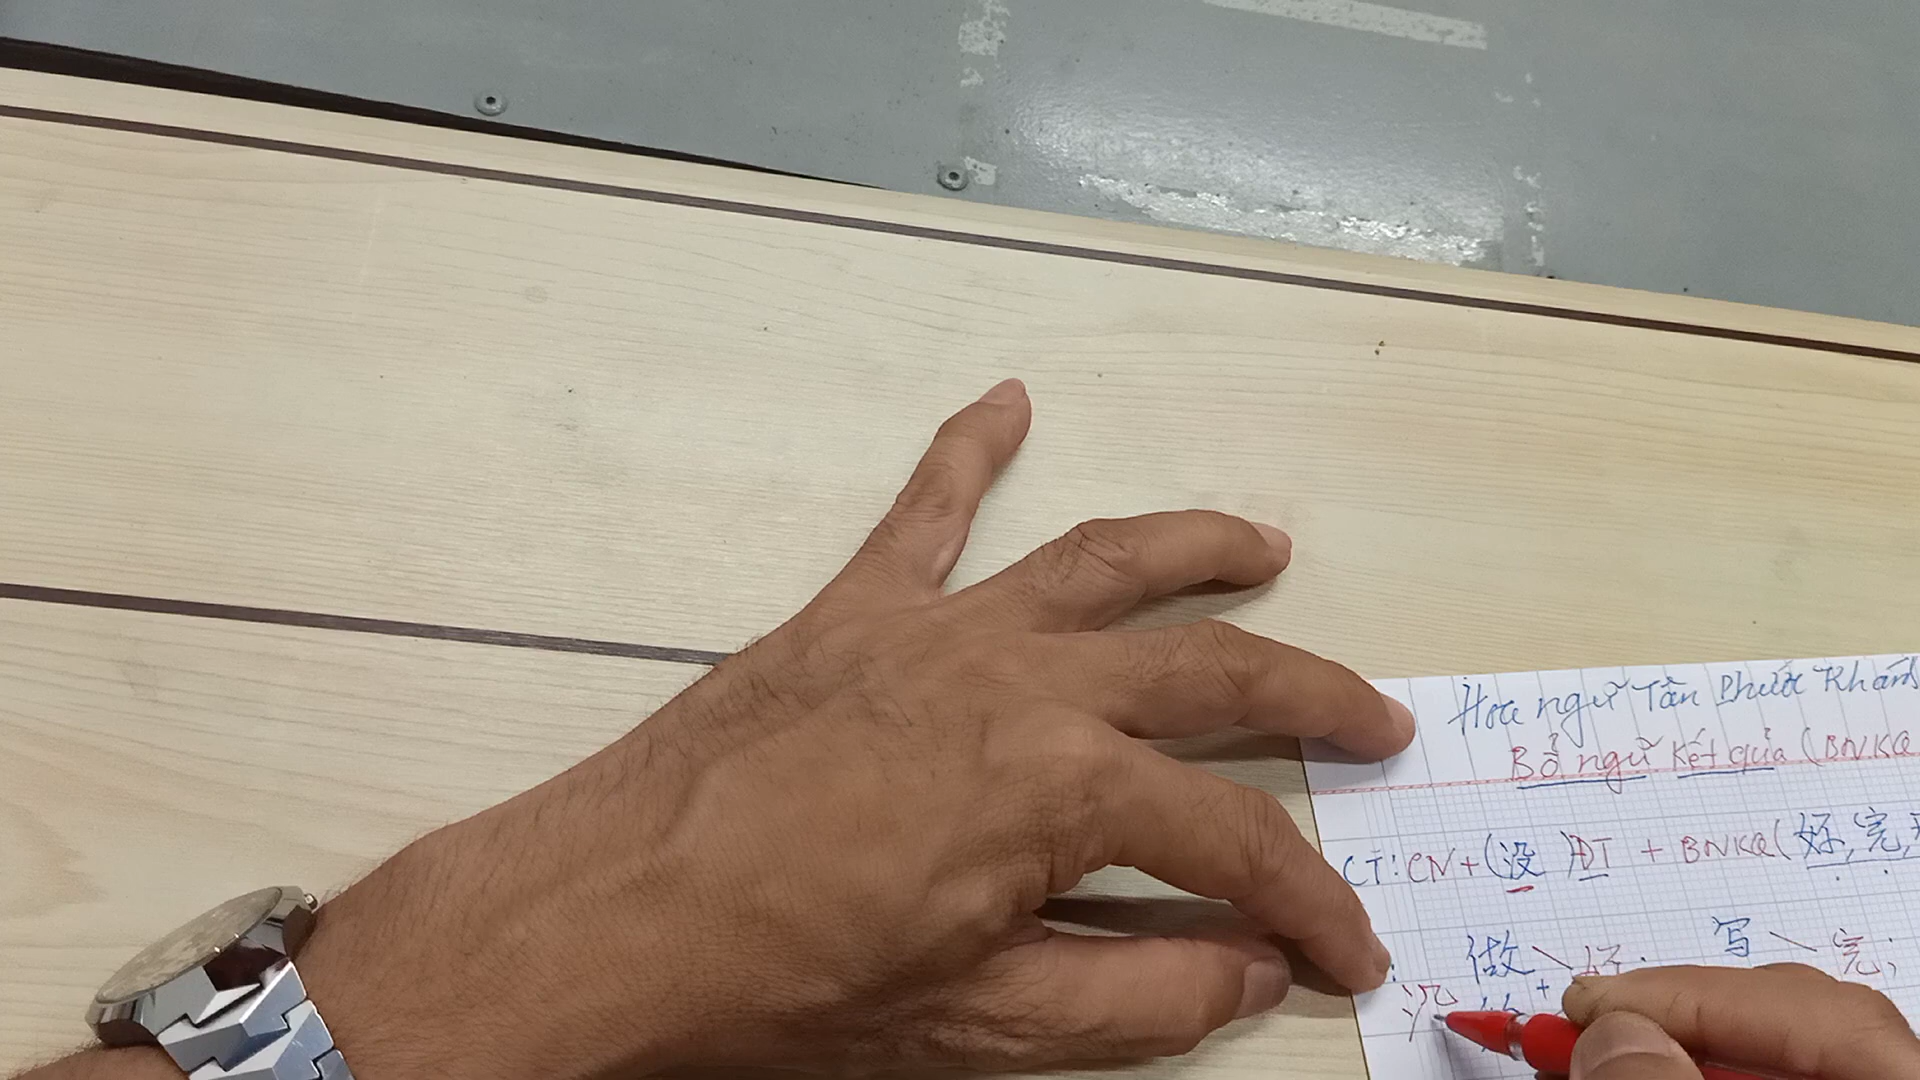 Hoa ngữ Tân Phước Khánh
Bổ ngữ kết quả (BNKQ
CT: CN + (没) ĐT + BNKQ (好, 完,
: 做 \ 好; 写 \ 完;
没 +